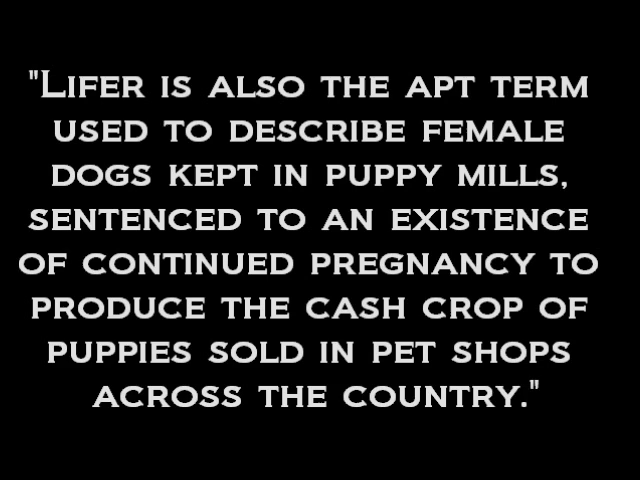 "Lifer is also the apt term
used to describe female
dogs kept in puppy mills,
sentenced to an existence
of continued pregnancy to
produce the cash crop of
puppies sold in pet shops
across the country."